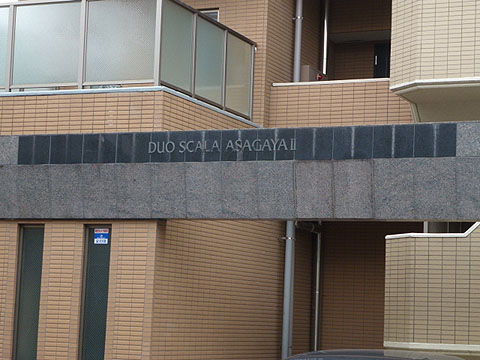 DUO SCALA ASAGAYA II